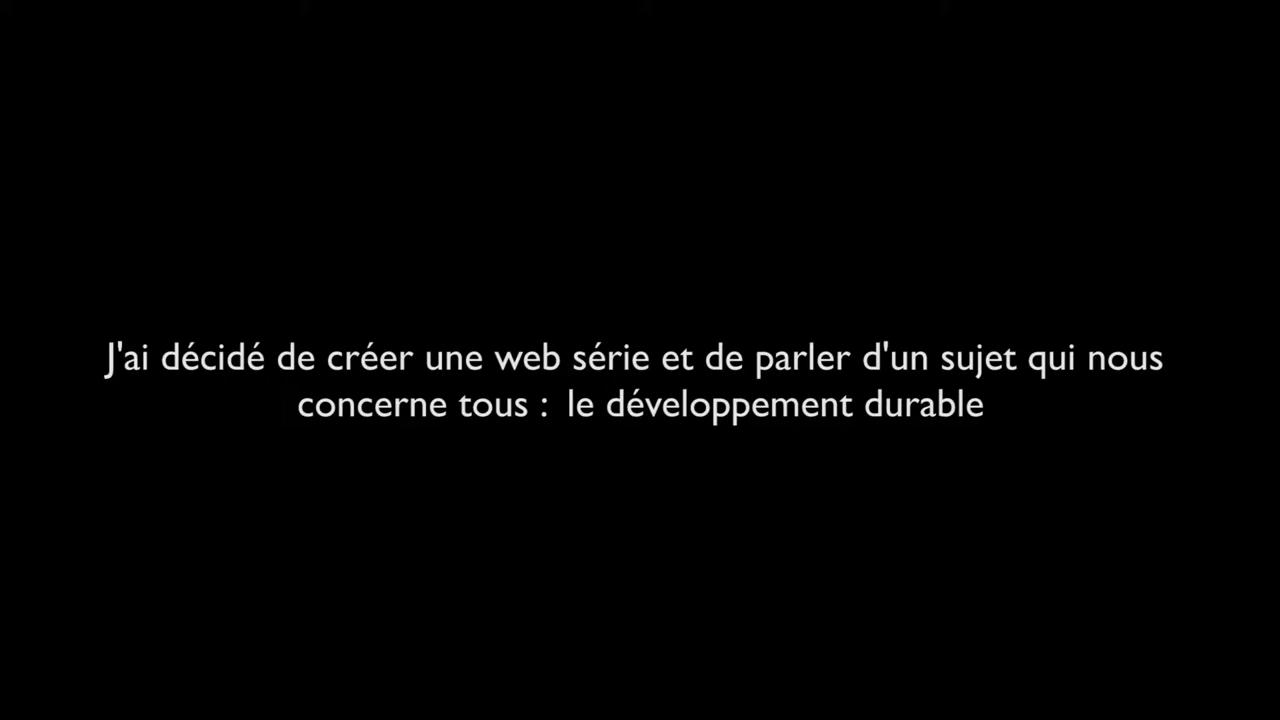 J'ai décidé de créer une web série et de parler d'un sujet qui nous
concerne tous :  le développement durable